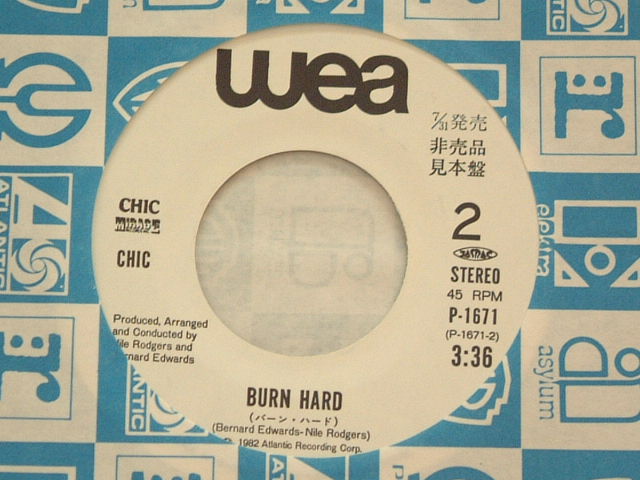 wea
7/31発売
非売品
見本盤
CHIC
MIRAGE
CHIC
2
JASRAC
STEREO
45 RPM
P-1671
(P-1671-2)
3:36
Produced, Arranged
and Conducted by
Nile Rodgers and
Bernard Edwards
BURN HARD
(バーン・ハード)
(Bernard Edwards-Nile Rodgers)
℗ 1982 Atlantic Recording Corp.
ATLANTIC
ATLANTIC
ATLANTIC
elektra
asylum